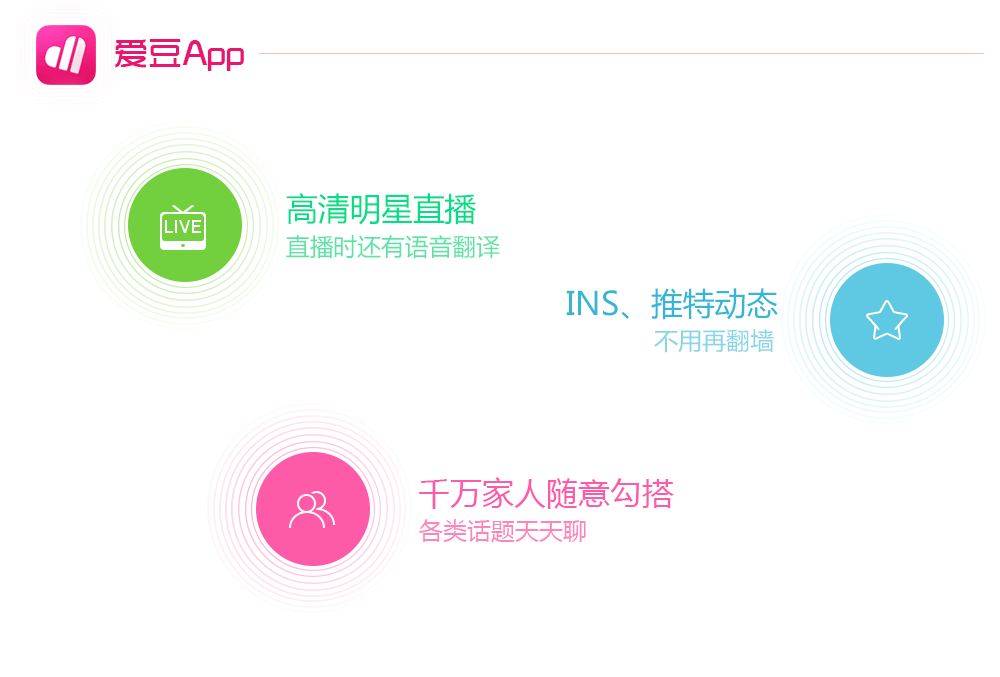 爱豆App
LIVE
高清明星直播
直播时还有语音翻译
INS、推特动态
不用再翻墙
千万家人随意勾搭
各类话题天天聊